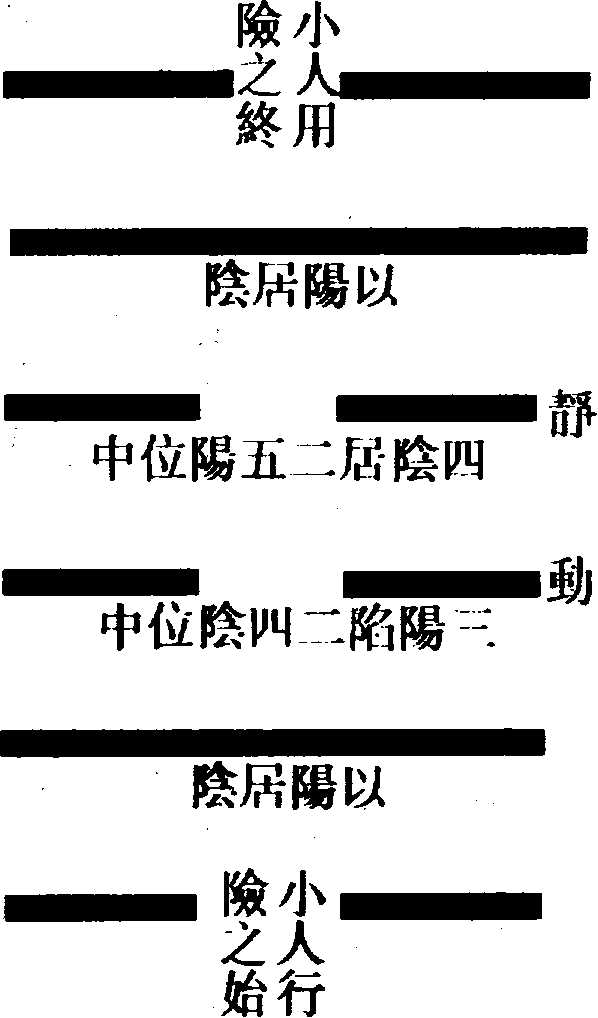 小人用
險之終
以陽居陰
靜
四陰居二五陽位中
動
三陽陷二四陰位中
以陽居陰
小人行
險之始